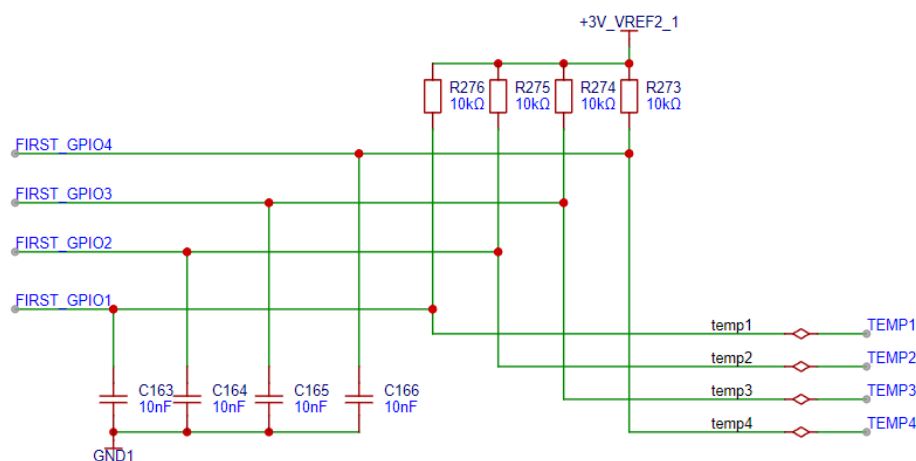 +3V_VREF2_1
R276
10kΩ
R275
10kΩ
R274
10kΩ
R273
10kΩ
FIRST_GPIO4
FIRST_GPIO3
FIRST_GPIO2
FIRST_GPIO1
temp1
TEMP1
temp2
TEMP2
temp3
TEMP3
temp4
TEMP4
C163
10nF
C164
10nF
C165
10nF
C166
10nF
GND1